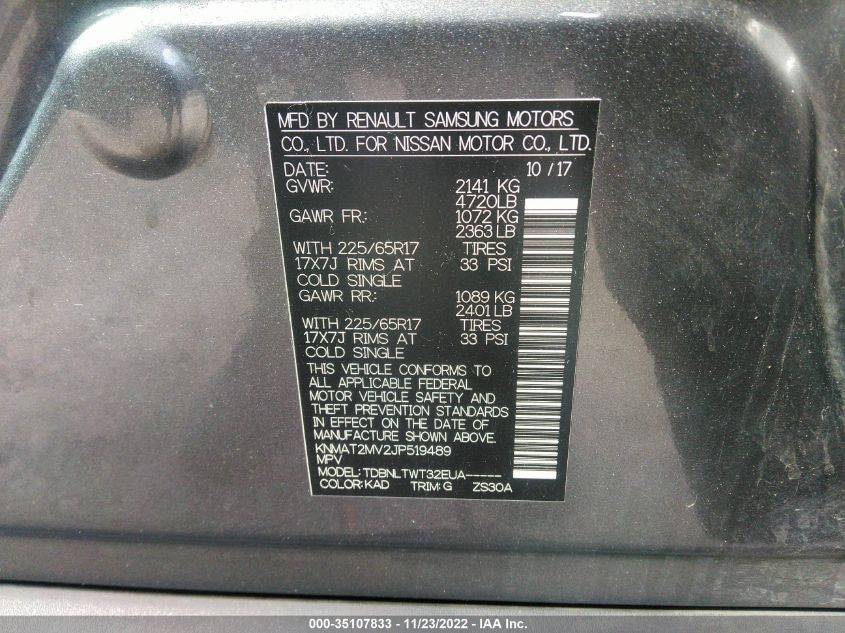 MFD BY RENAULT SAMSUNG MOTORS
CO., LTD. FOR NISSAN MOTOR CO., LTD.
DATE: 10 / 17
GVWR: 2141 KG
4720LB
GAWR FR.: 1072 KG
2363 LB
WITH 225/65R17 TIRES
17X7J RIMS AT 33 PSI
COLD SINGLE
GAWR RR.: 1089 KG
2401 LB
WITH 225/65R17 TIRES
17X7J RIMS AT 33 PSI
COLD SINGLE
THIS VEHICLE CONFORMS TO
ALL APPLICABLE FEDERAL
MOTOR VEHICLE SAFETY AND
THEFT PREVENTION STANDARDS
IN EFFECT ON THE DATE OF
MANUFACTURE SHOWN ABOVE.
KNMAT2MV2JP519489
MPV
MODEL: TDBNLTWT32EUA-----
COLOR: KAD TRIM: G ZS30A
000-35107833 - 11/23/2022 - IAA Inc.